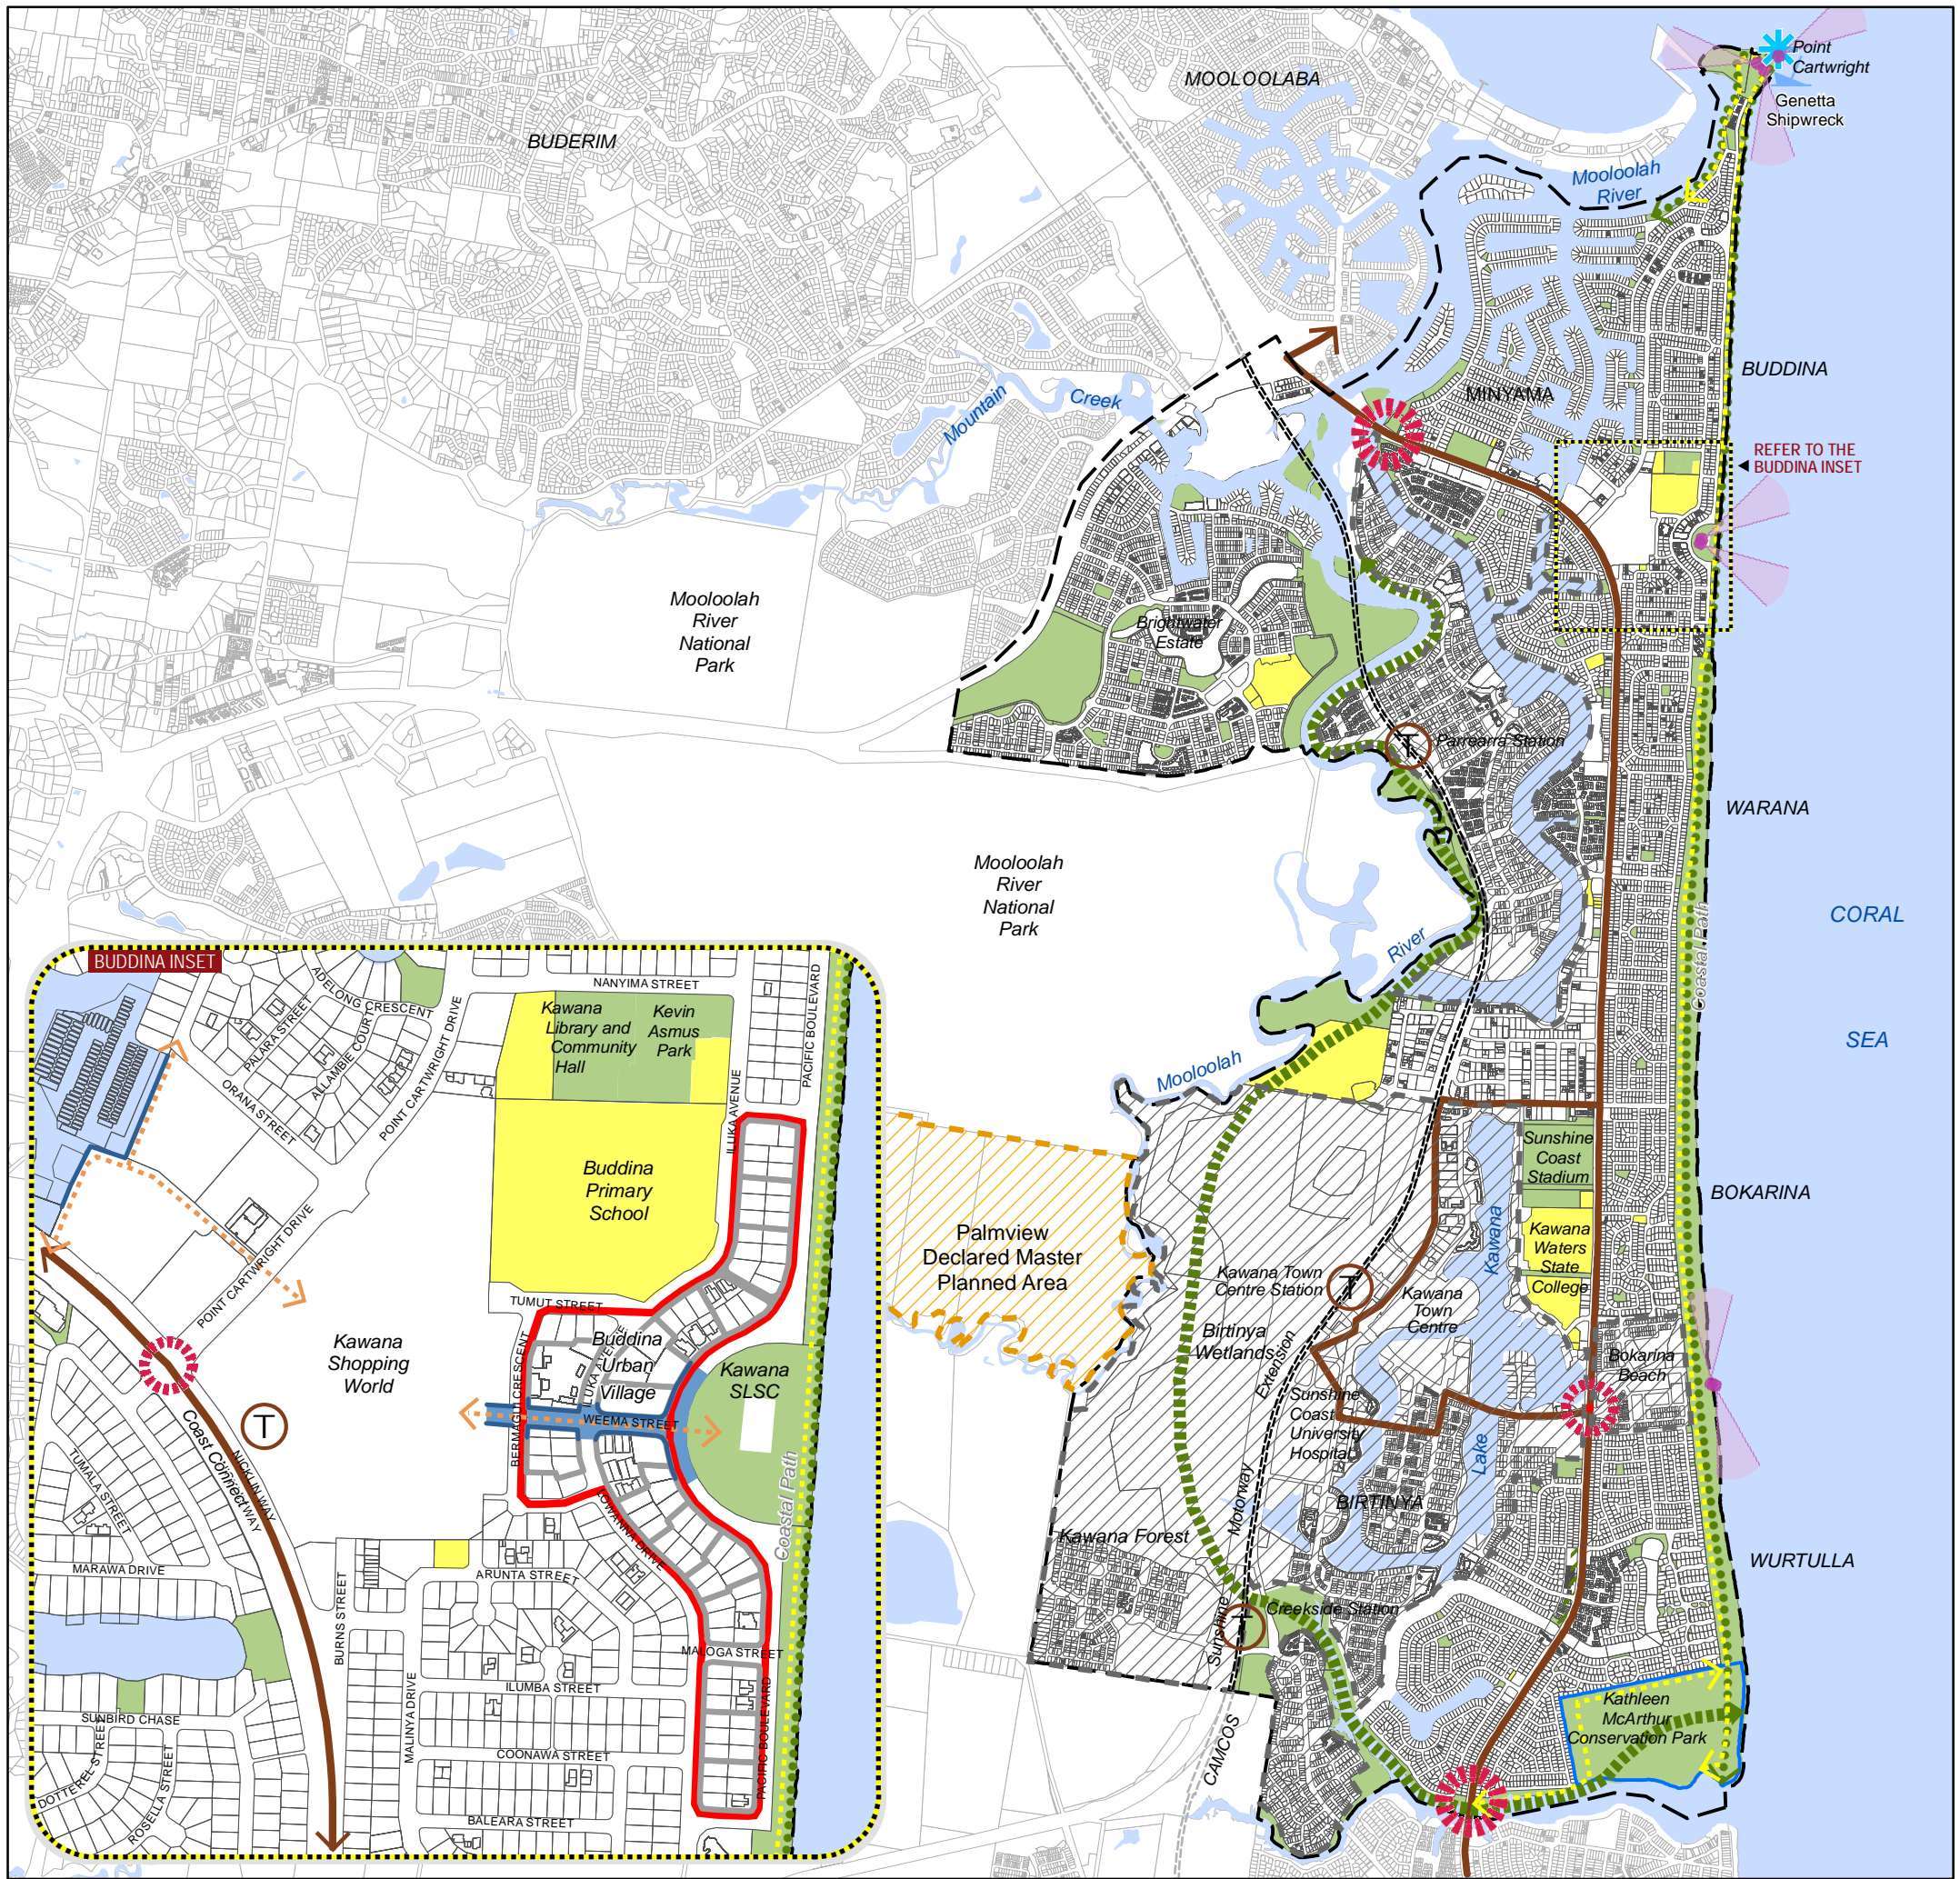 MOOLOOLABA
BUDERIM
Point
Cartwright
Genetta
Shipwreck
Mooloolah
River
BUDDINA
MINYAMA
Mountain
Creek
REFER TO THE
BUDDINA INSET
Mooloolah
River
National
Park
Brightwater
Estate
Parrearra Station
WARANA
Mooloolah
River
National
Park
CORAL
SEA
Coastal Path
River
Mooloolah
Sunshine
Coast
Stadium
BOKARINA
Kawana
Waters
State
College
Kawana
Lake
Palmview
Declared Master
Planned Area
Kawana Town
Centre Station
Kawana
Town
Centre
Birtinya
Wetlands
Bokarina
Beach
Sunshine
Coast
University
Hospital
Sunshine
Motorway
Extension
BIRTINYA
Kawana Forest
WURTULLA
Creekside Station
T
T
T
CAMCOS
Kathleen
McArthur
Conservation Park
BUDDINA INSET
ADELONG CRESCENT
PALARA STREET
ALLAMBIE COURT
ORANA STREET
POINT CARTWRIGHT DRIVE
NANYIMA STREET
Kawana
Library and
Community
Hall
Kevin
Asmus
Park
PACIFIC BOULEVARD
ILUKA AVENUE
Buddina
Primary
School
POINT CARTWRIGHT DRIVE
TUMUT STREET
Kawana
Shopping
World
Buddina
Urban
Village
ILUKA AVENUE
BERMAGUI CRESCENT
WEEMA STREET
Kawana
SLSC
T
Coast Connect
NICKLIN WAY
WAY
TUMALA STREET
LOWANNA DRIVE
Coastal Path
MARAWA DRIVE
ARUNTA STREET
BURNS STREET
MALOGA STREET
ILUMBA STREET
MALINYA DRIVE
SUNBIRD CHASE
COONAWA STREET
PACIFIC BOULEVARD
DOTTEREL STREET
ROSELLA STREET
BALEARA STREET